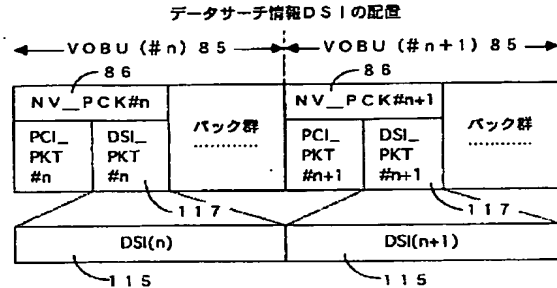 データサーチ情報DSIの配置
VOBU(#n)85
VOBU(#n+1)85
86
86
NV_PCK#n
NV_PCK#n+1
PCI_
PKT
#n
DSI_
PKT
#n
パック群
............
PCI_
PKT
#n+1
DSI_
PKT
#n+1
パック群
............
117
117
DSI(n)
DSI(n+1)
115
115